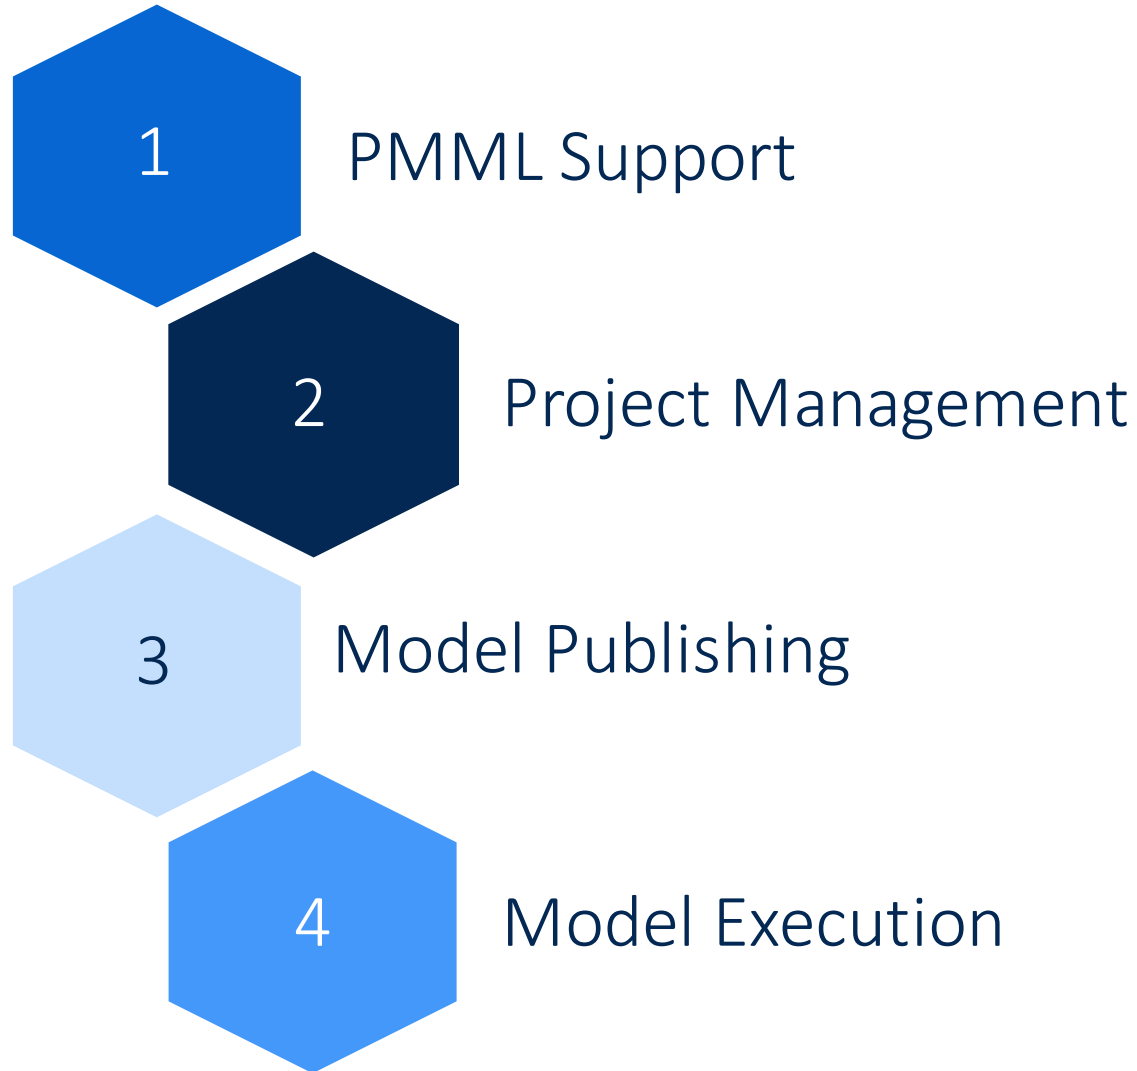 1
PMML Support
2
Project Management
3
Model Publishing
4
Model Execution